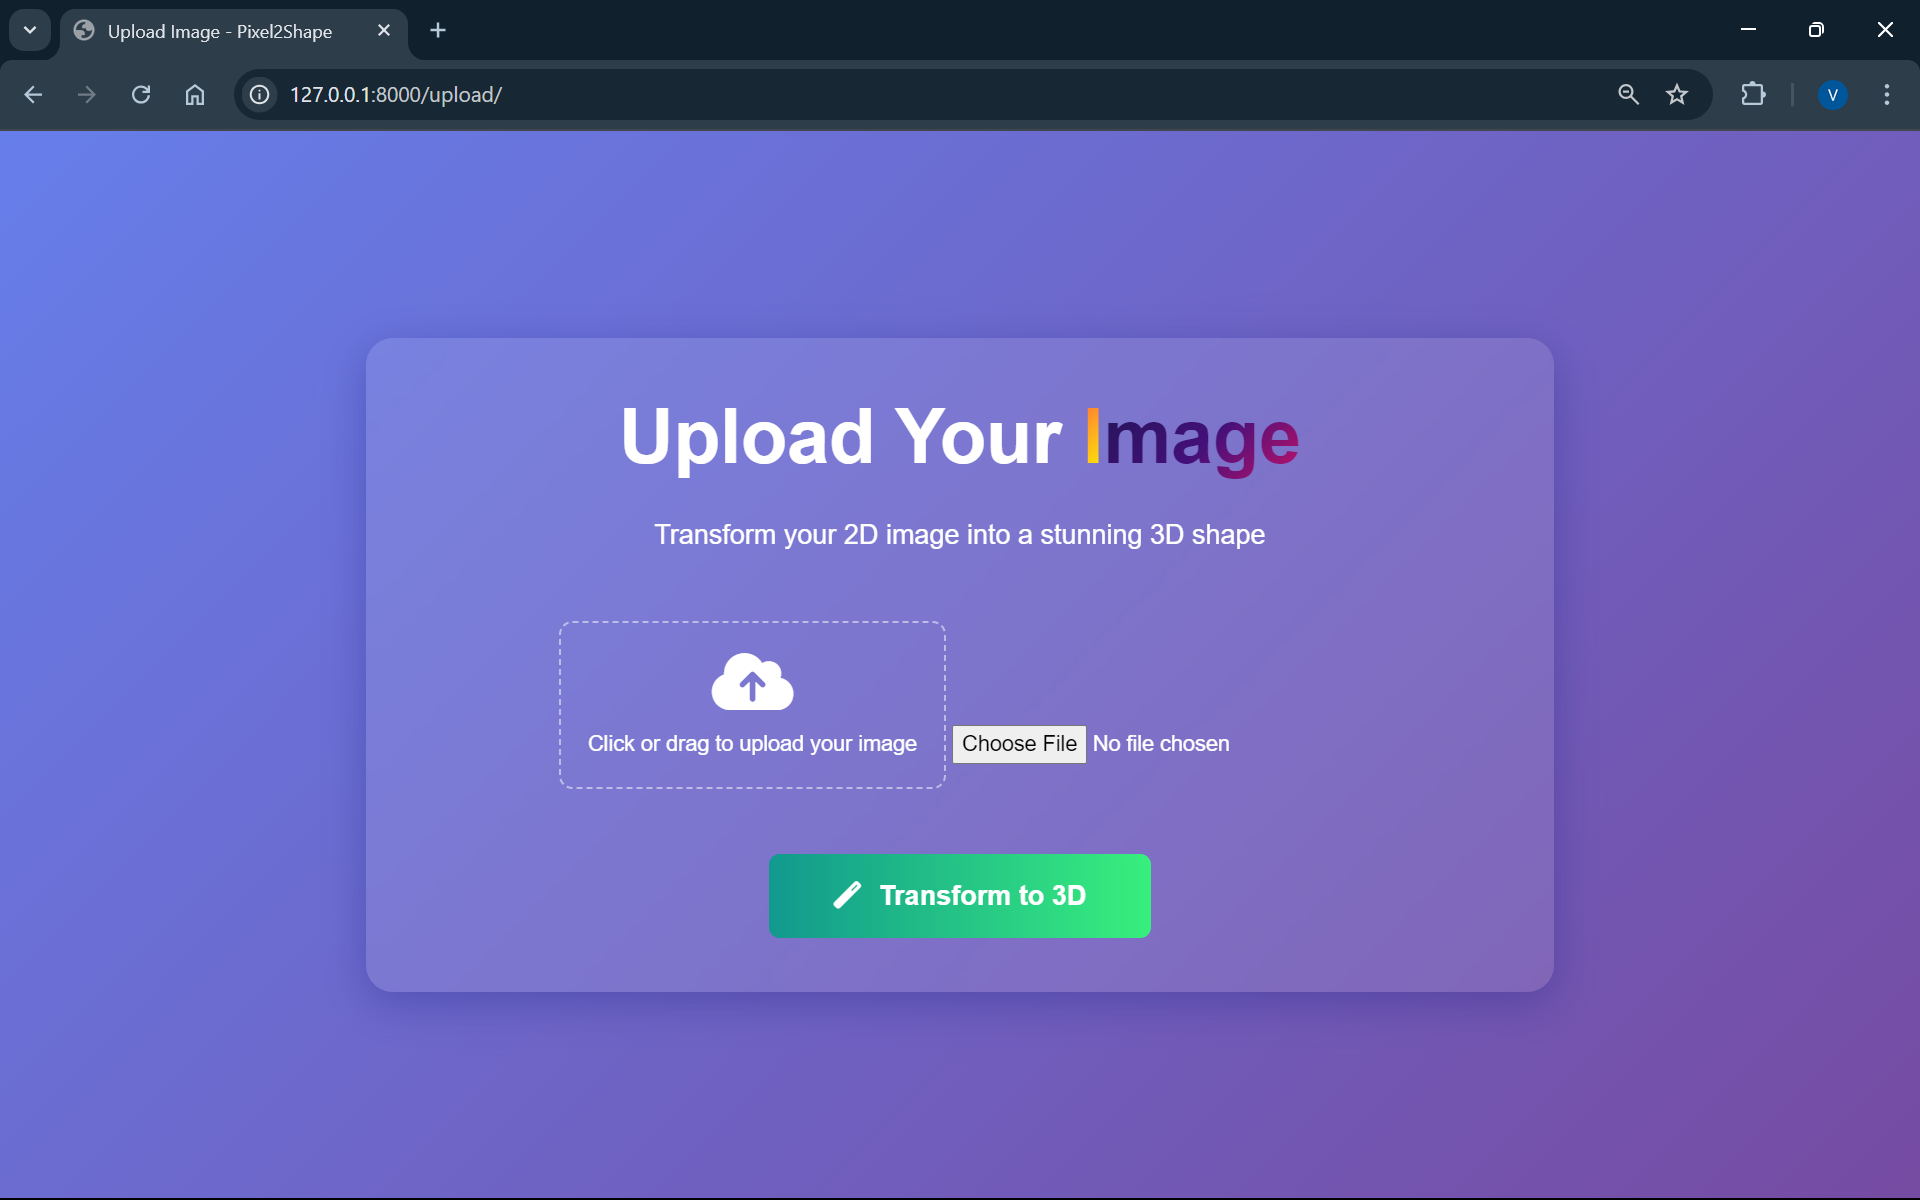 Upload Image - Pixel2Shape
127.0.0.1:8000/upload/
V
Upload Your Image
Transform your 2D image into a stunning 3D shape
Click or drag to upload your image
Choose File No file chosen
Transform to 3D